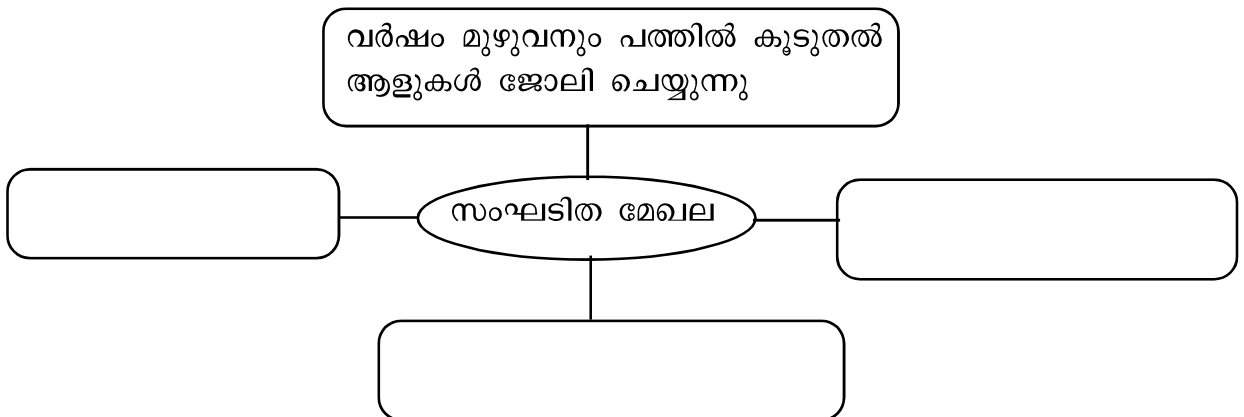 വർഷം മുഴുവനും പത്തിൽ കൂടുതൽ
ആളുകൾ ജോലി ചെയ്യുന്നു
സംഘടിത മേഖല